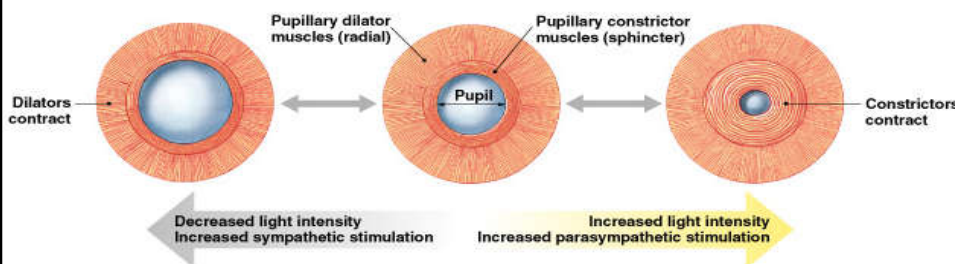 Pupillary dilator
muscles (radial)
Pupillary constrictor
muscles (sphincter)
Dilators
contract
Pupil
Constrictors
contract
Decreased light intensity
Increased sympathetic stimulation
Increased light intensity
Increased parasympathetic stimulation